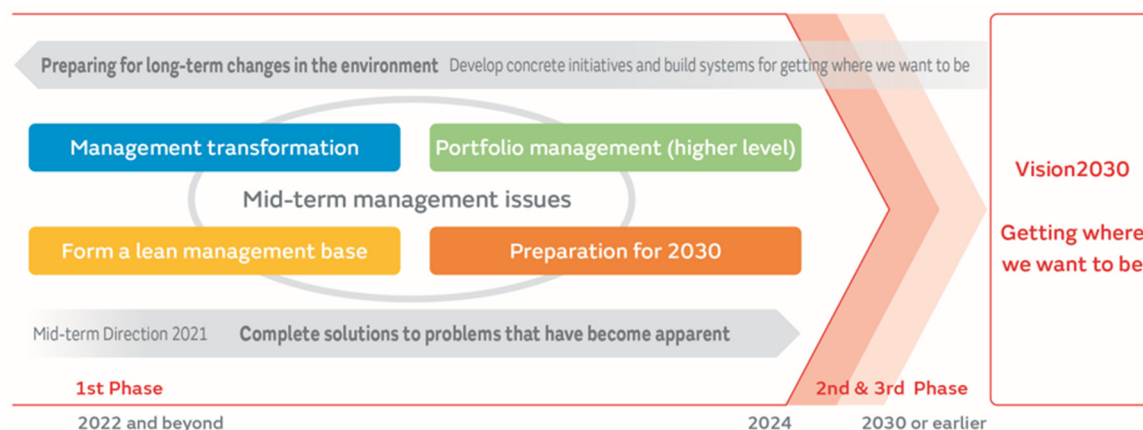 Preparing for long-term changes in the environment Develop concrete initiatives and build systems for getting where we want to be
Management transformation
Portfolio management (higher level)
Mid-term management issues
Form a lean management base
Preparation for 2030
Mid-term Direction 2021 Complete solutions to problems that have become apparent
1st Phase
2nd & 3rd Phase
2022 and beyond
2024
2030 or earlier
Vision2030
Getting where
we want to be